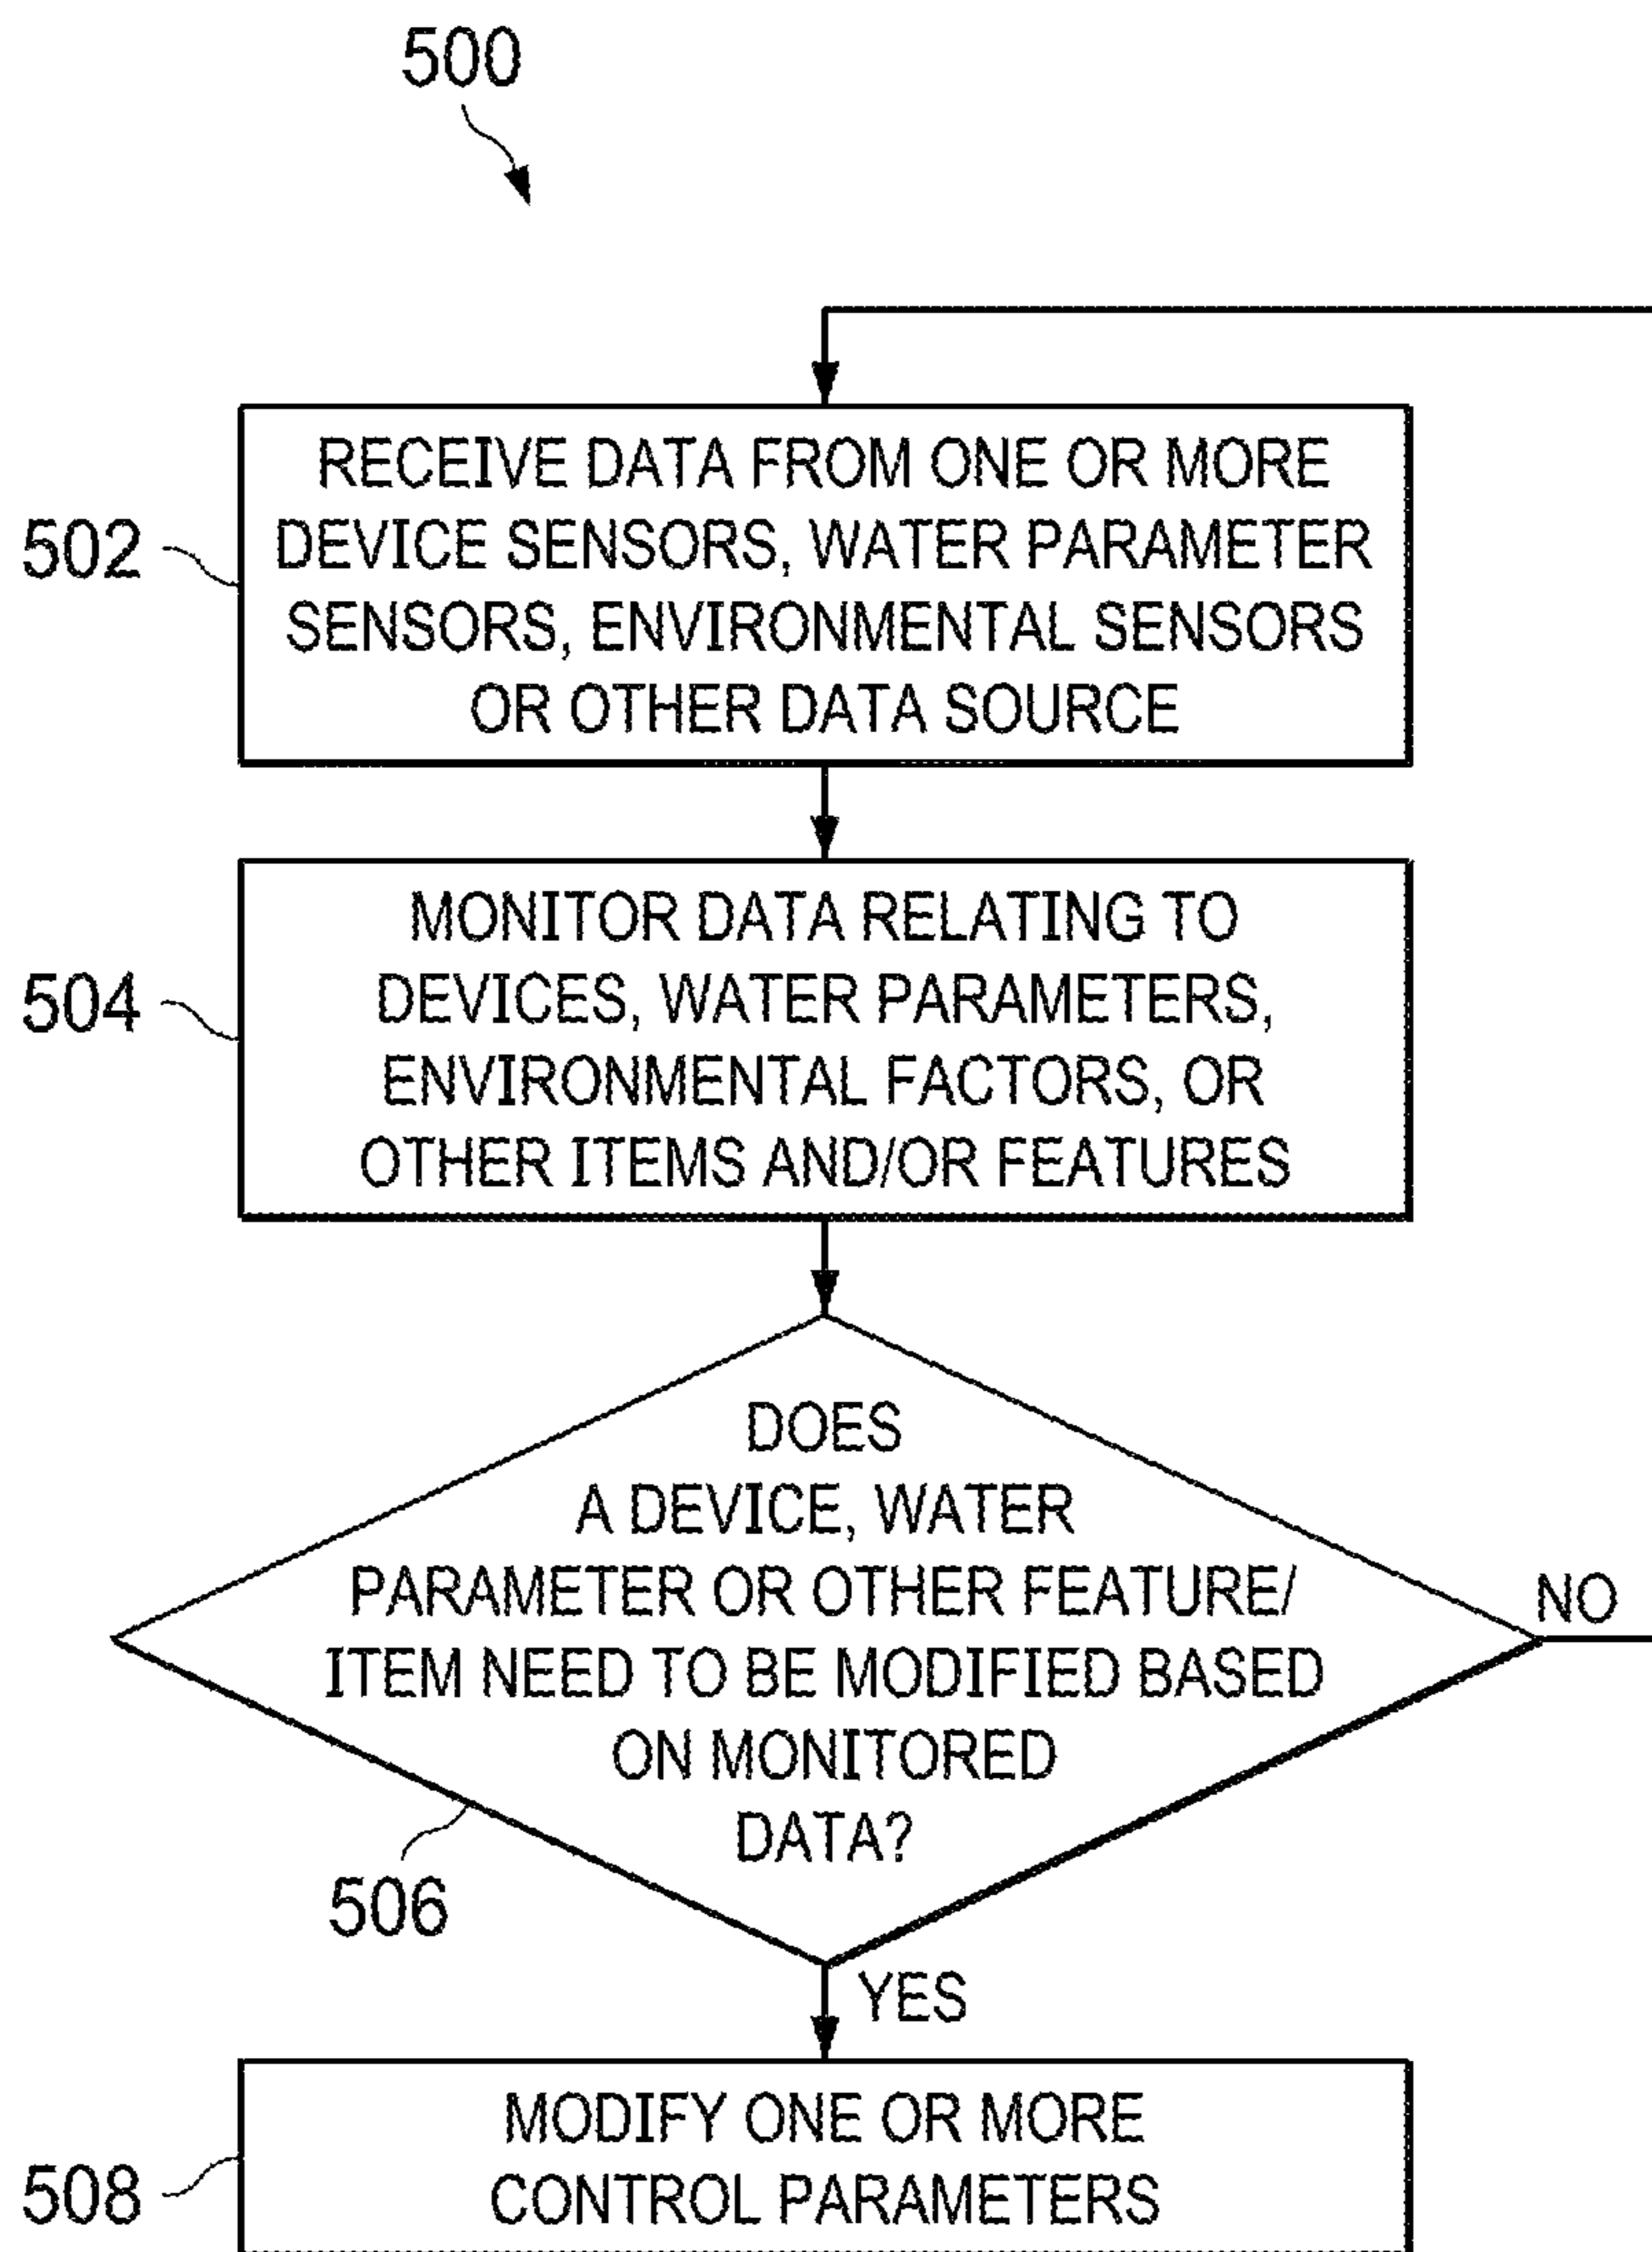 500
502
RECEIVE DATA FROM ONE OR MORE
DEVICE SENSORS, WATER PARAMETER
SENSORS, ENVIRONMENTAL SENSORS
OR OTHER DATA SOURCE
504
MONITOR DATA RELATING TO
DEVICES, WATER PARAMETERS,
ENVIRONMENTAL FACTORS, OR
OTHER ITEMS AND/OR FEATURES
DOES
A DEVICE, WATER
PARAMETER OR OTHER FEATURE/
ITEM NEED TO BE MODIFIED BASED
ON MONITORED
DATA?
NO
506
YES
508
MODIFY ONE OR MORE
CONTROL PARAMETERS